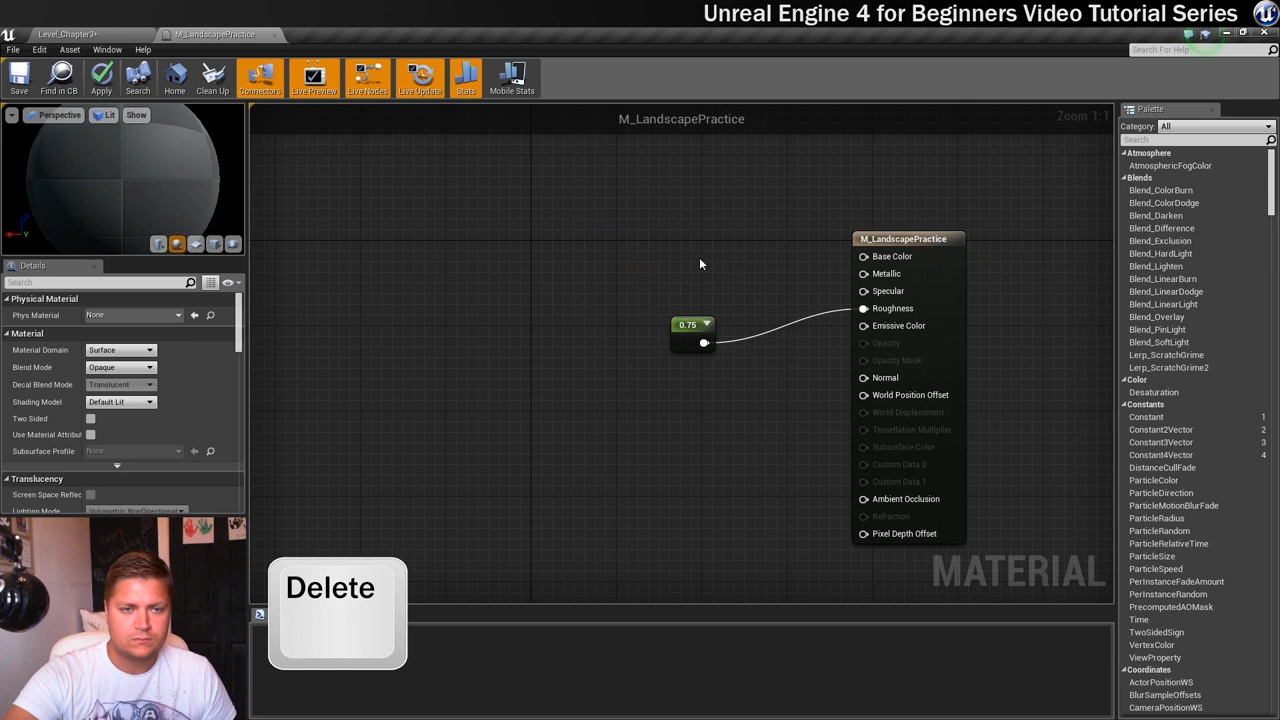 Unreal Engine 4 for Beginners Video Tutorial Series
Level_Chapter3*
M_LandscapePractice
File
Edit
Asset
Window
Help
Search For Help
Save
Find in CB
Apply
Search
Home
Clean Up
Connectors
Live Preview
Live Nodes
Live Update
Stats
Mobile Stats
Perspective
Lit
Show
M_LandscapePractice
Zoom 1:1
Details
Search
Physical Material
Phys Material
None
Material
Material Domain
Surface
Blend Mode
Opaque
Decal Blend Mode
Translucent
Shading Model
Default Lit
Two Sided
Use Material Attribut
Subsurface Profile
None
Translucency
Screen Space Reflec
Lighting Mode
Volumetric NonDirectional
0.75
M_LandscapePractice
Base Color
Metallic
Specular
Roughness
Emissive Color
Opacity
Opacity Mask
Normal
World Position Offset
World Displacement
Tessellation Multiplier
Subsurface Color
Custom Data 0
Custom Data 1
Ambient Occlusion
Refraction
Pixel Depth Offset
MATERIAL
Delete
Palette
Category:
All
Search
Atmosphere
AtmosphericFogColor
Blends
Blend_ColorBurn
Blend_ColorDodge
Blend_Darken
Blend_Difference
Blend_Exclusion
Blend_HardLight
Blend_Lighten
Blend_LinearBurn
Blend_LinearDodge
Blend_LinearLight
Blend_Overlay
Blend_PinLight
Blend_SoftLight
Lerp_ScratchGrime
Lerp_ScratchGrime2
Color
Desaturation
Constants
Constant 1
Constant2Vector 2
Constant3Vector 3
Constant4Vector 4
DistanceCullFade
ParticleColor
ParticleDirection
ParticleMotionBlurFade
ParticleRadius
ParticleRandom
ParticleRelativeTime
ParticleSize
ParticleSpeed
PerInstanceFadeAmount
PerInstanceRandom
PrecomputedAOMask
Time
TwoSidedSign
VertexColor
ViewProperty
Coordinates
ActorPositionWS
BlurSampleOffsets
CameraPositionWS